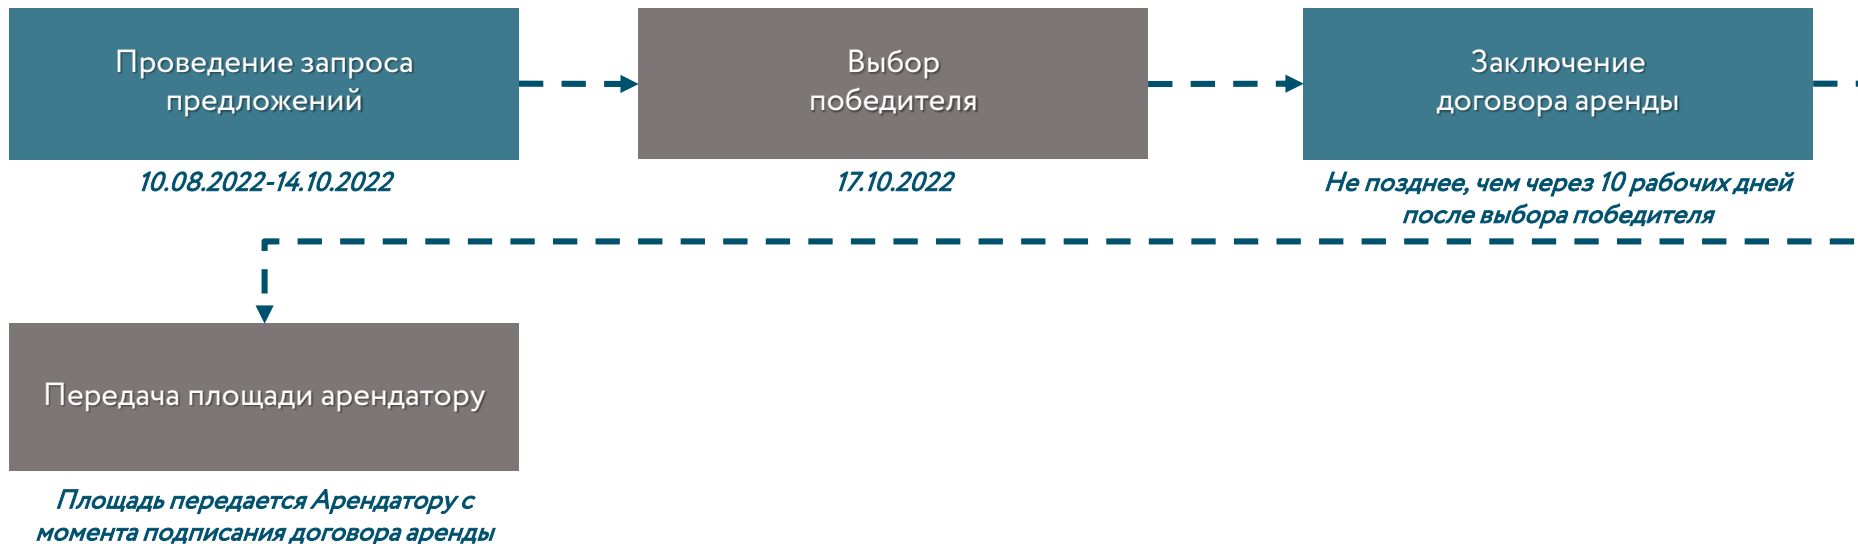 Проведение запроса
предложений
10.08.2022-14.10.2022
Выбор
победителя
17.10.2022
Заключение
договора аренды
Не позднее, чем через 10 рабочих дней
после выбора победителя
Передача площади арендатору
Площадь передается Арендатору с
момента подписания договора аренды